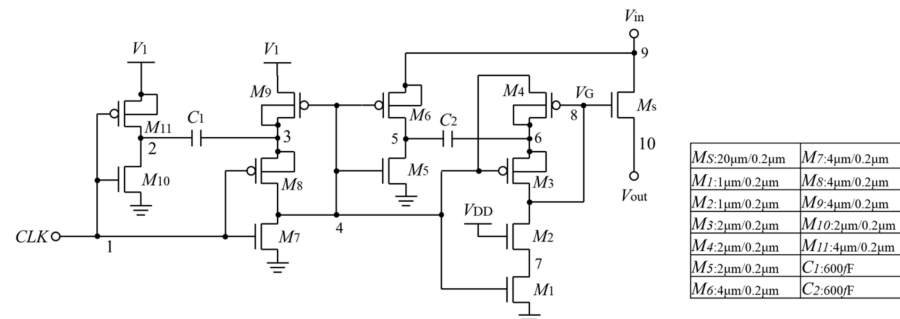 Vin
9
V1
V1
M9
M4
VG
8
Ms
M6
M11
C1
C2
2
3
5
6
10
M10
M8
M5
M3
Vout
VDD
CLK
1
M7
4
M2
7
M1
MS:20μm/0.2μm M7:4μm/0.2μm
M1:1μm/0.2μm M8:4μm/0.2μm
M2:1μm/0.2μm M9:4μm/0.2μm
M3:2μm/0.2μm M10:2μm/0.2μm
M4:2μm/0.2μm M11:4μm/0.2μm
M5:2μm/0.2μm C1:600fF
M6:4μm/0.2μm C2:600fF